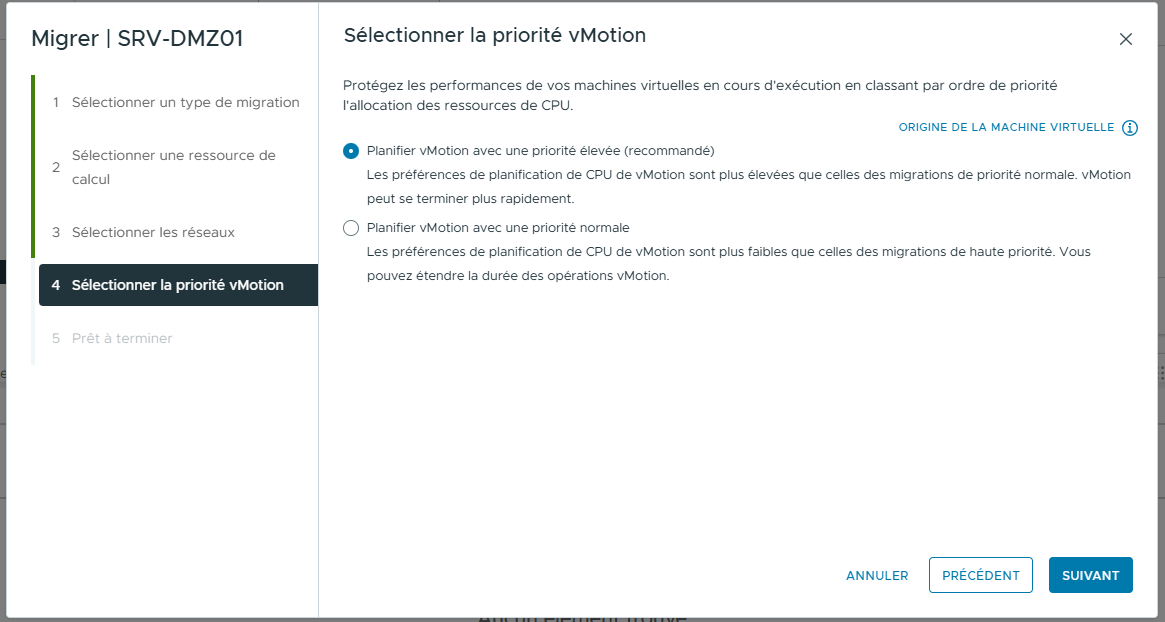 Migrer | SRV-DMZ01
1 Sélectionner un type de migration
2 Sélectionner une ressource de
calcul
3 Sélectionner les réseaux
4 Sélectionner la priorité vMotion
5 Prêt à terminer
Sélectionner la priorité vMotion
Protégez les performances de vos machines virtuelles en cours d'exécution en classant par ordre de priorité
l'allocation des ressources de CPU.
ORIGINE DE LA MACHINE VIRTUELLE
Planifier vMotion avec une priorité élevée (recommandé)
Les préférences de planification de CPU de vMotion sont plus élevées que celles des migrations de priorité normale. vMotion
peut se terminer plus rapidement.
Planifier vMotion avec une priorité normale
Les préférences de planification de CPU de vMotion sont plus faibles que celles des migrations de haute priorité. Vous
pouvez étendre la durée des opérations vMotion.
ANNULER
PRÉCÉDENT
SUIVANT
Aucun élément trouvé